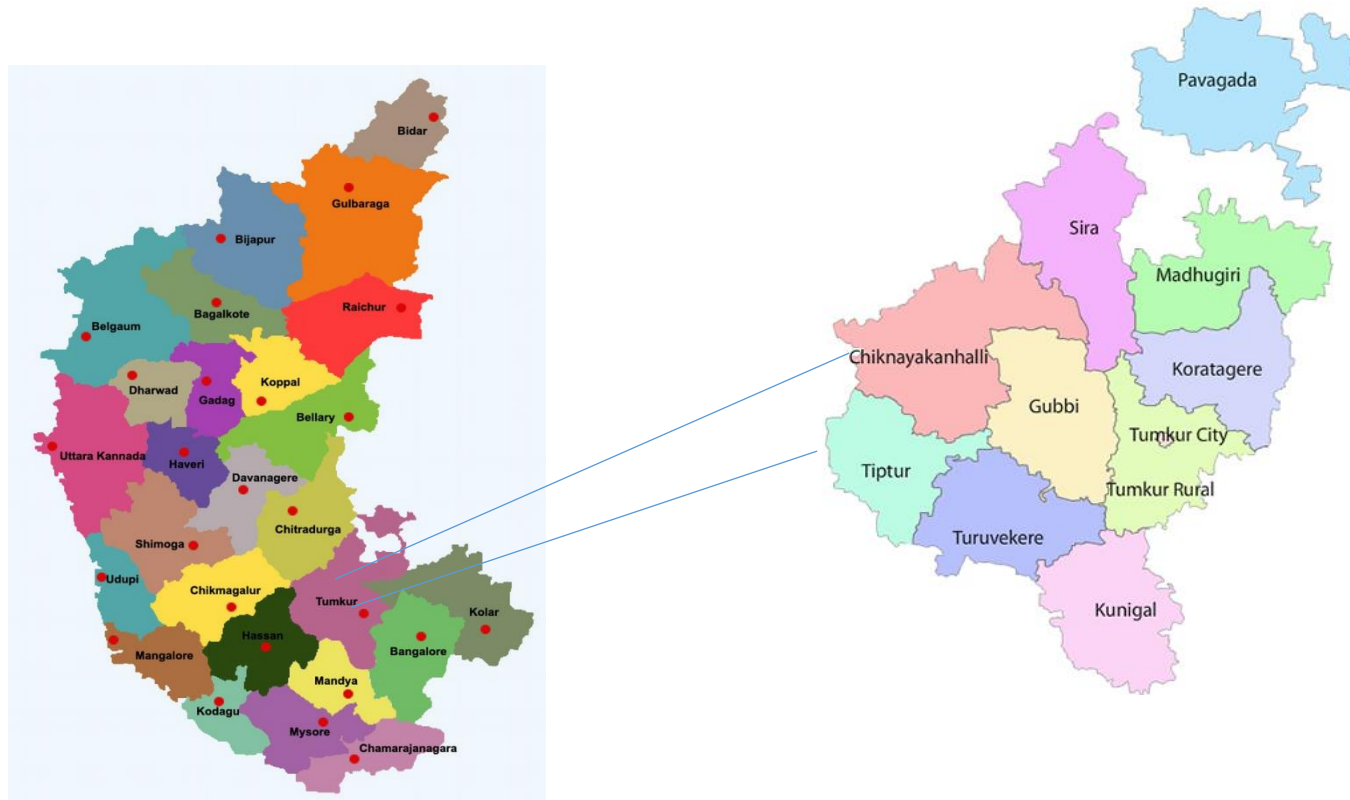 Bidar
Gulbaraga
Bijapur
Raichur
Bagalkote
Belgaum
Koppal
Dharwad
Gadag
Bellary
Uttara Kannada
Haveri
Davanagere
Chitradurga
Shimoga
Udupi
Chikmagalur
Tumkur
Kolar
Hassan
Bangalore
Mangalore
Mandya
Kodagu
Mysore
Chamarajanagara
Pavagada
Sira
Madhugiri
Chiknayakanhalli
Koratagere
Gubbi
Tumkur City
Tiptur
Tumkur Rural
Turuvekere
Kunigal